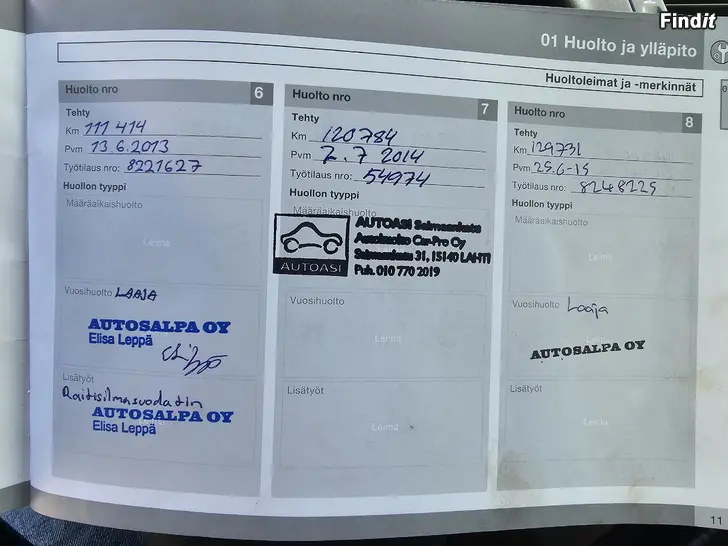 Findit
01 Huolto ja ylläpito
Huoltoleimat ja -merkinnät
Huolto nro 6
Tehty
Km 111 414
Pvm 13.6.2013
Työtilaus nro: 8221627
Huollon tyyppi
Määräaikaishuolto
Leima
Vuosihuolto LAAJA
AUTOSALPA OY
Elisa Leppä
Lisätyöt
Raitisilmasuodatin
AUTOSALPA OY
Elisa Leppä
Leima
Huolto nro 7
Tehty
Km 120784
Pvm 2.7 2014
Työtilaus nro: 54974
Huollon tyyppi
Määräaikaishuolto
AUTOASI
AUTOASI Saimaankatu
Autohuolto Car-Pro Oy
Saimaankatu 31, 15140 LAHTI
Puh. 010 770 2019
Vuosihuolto
Leima
Lisätyöt
Leima
Huolto nro 8
Tehty
Km 129731
Pvm 25.6-15
Työtilaus nro: 8248225
Huollon tyyppi
Määräaikaishuolto
Leima
Vuosihuolto Laaja
AUTOSALPA OY
Lisätyöt
Leima
11